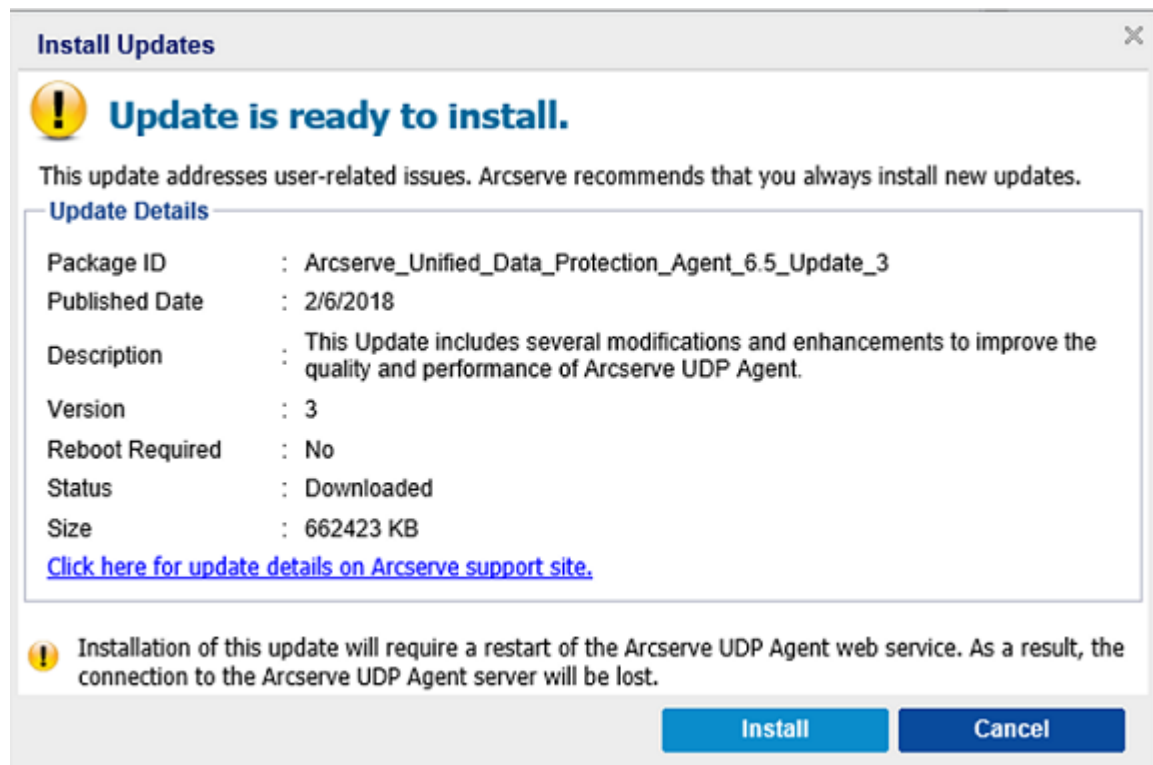 Install Updates
Update is ready to install.
This update addresses user-related issues. Arcserve recommends that you always install new updates.
Update Details
Package ID : Arcserve_Unified_Data_Protection_Agent_6.5_Update_3
Published Date : 2/6/2018
Description : This Update includes several modifications and enhancements to improve the
quality and performance of Arcserve UDP Agent.
Version : 3
Reboot Required : No
Status : Downloaded
Size : 662423 KB
Click here for update details on Arcserve support site.
Installation of this update will require a restart of the Arcserve UDP Agent web service. As a result, the
connection to the Arcserve UDP Agent server will be lost.
Install Cancel